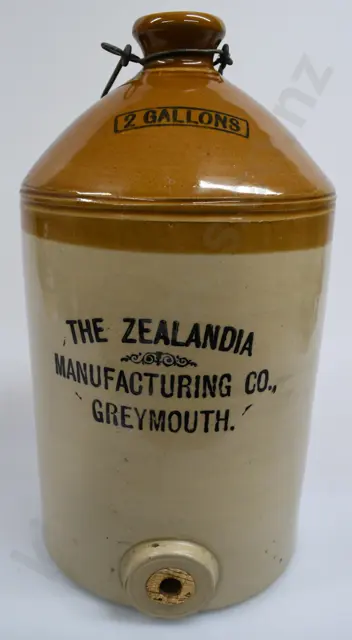 2 GALLONS
THE ZEALANDIA
MANUFACTURING CO.,
GREYMOUTH.